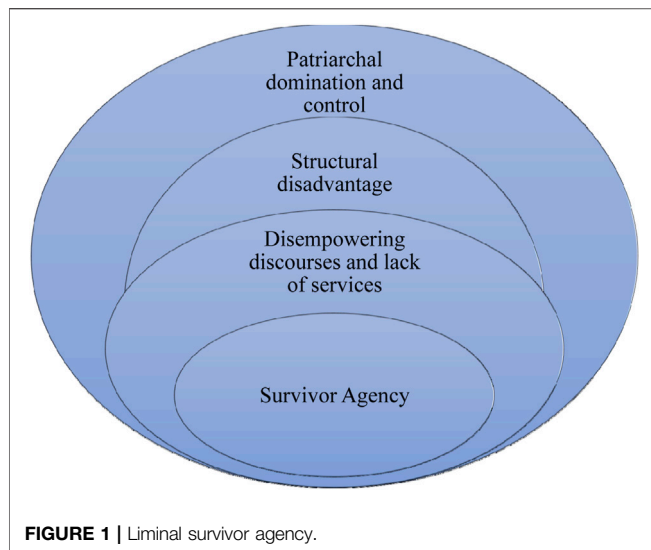 Patriarchal
domination and
control
Structural
disadvantage
Disempowering
discourses and lack
of services
Survivor Agency
FIGURE 1 | Liminal survivor agency.